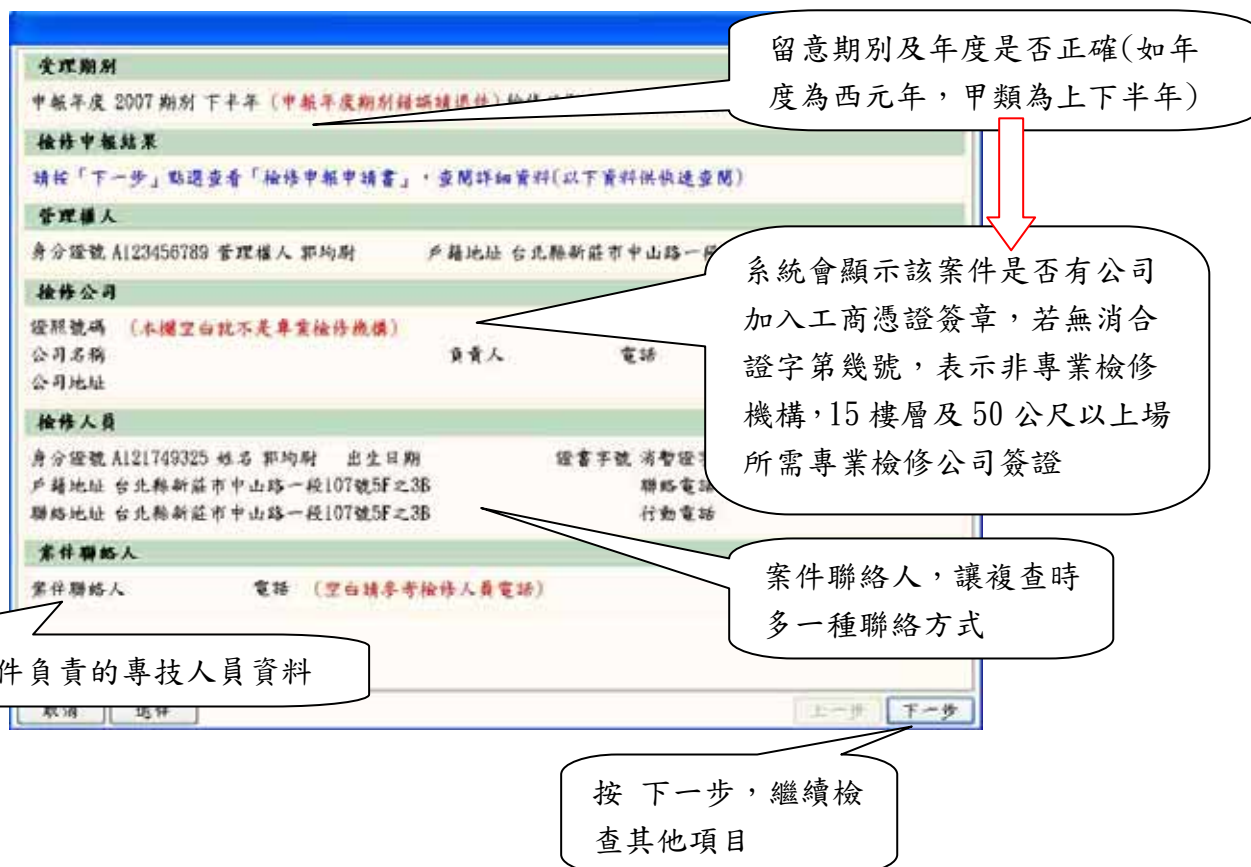 留意期別及年度是否正確(如年
度為西元年，甲類為上下半年)
受理期別
申報年度 2007 期別 下半年 (申報年度期別錯誤請退件)
檢修申報結果
請按「下一步」點選查看「檢修申報申請書」，查閱詳細資料(以下資料供快速查閱)
管理權人
身分證號 A123456789 管理權人 郭均尉 戶籍地址 台北縣新莊市中山路一段
系統會顯示該案件是否有公司
加入工商憑證簽章，若無消合
證字第幾號，表示非專業檢修
機構，15 樓層及 50 公尺以上場
所需專業檢修公司簽證
檢修公司
證照號碼 (本欄空白就不是專業檢修機構)
公司名稱 負責人 電話
公司地址
檢修人員
身分證號 A121749325 姓名 郭均尉 出生日期 證書字號 消暫證
戶籍地址 台北縣新莊市中山路一段107號5F之3B 聯絡電話
聯絡地址 台北縣新莊市中山路一段107號5F之3B 行動電話
案件聯絡人
案件聯絡人 電話 (空白請參考檢修人員電話)
案件聯絡人，讓複查時
多一種聯絡方式
件負責的專技人員資料
取消 退件 上一步 下一步
按 下一步，繼續檢
查其他項目